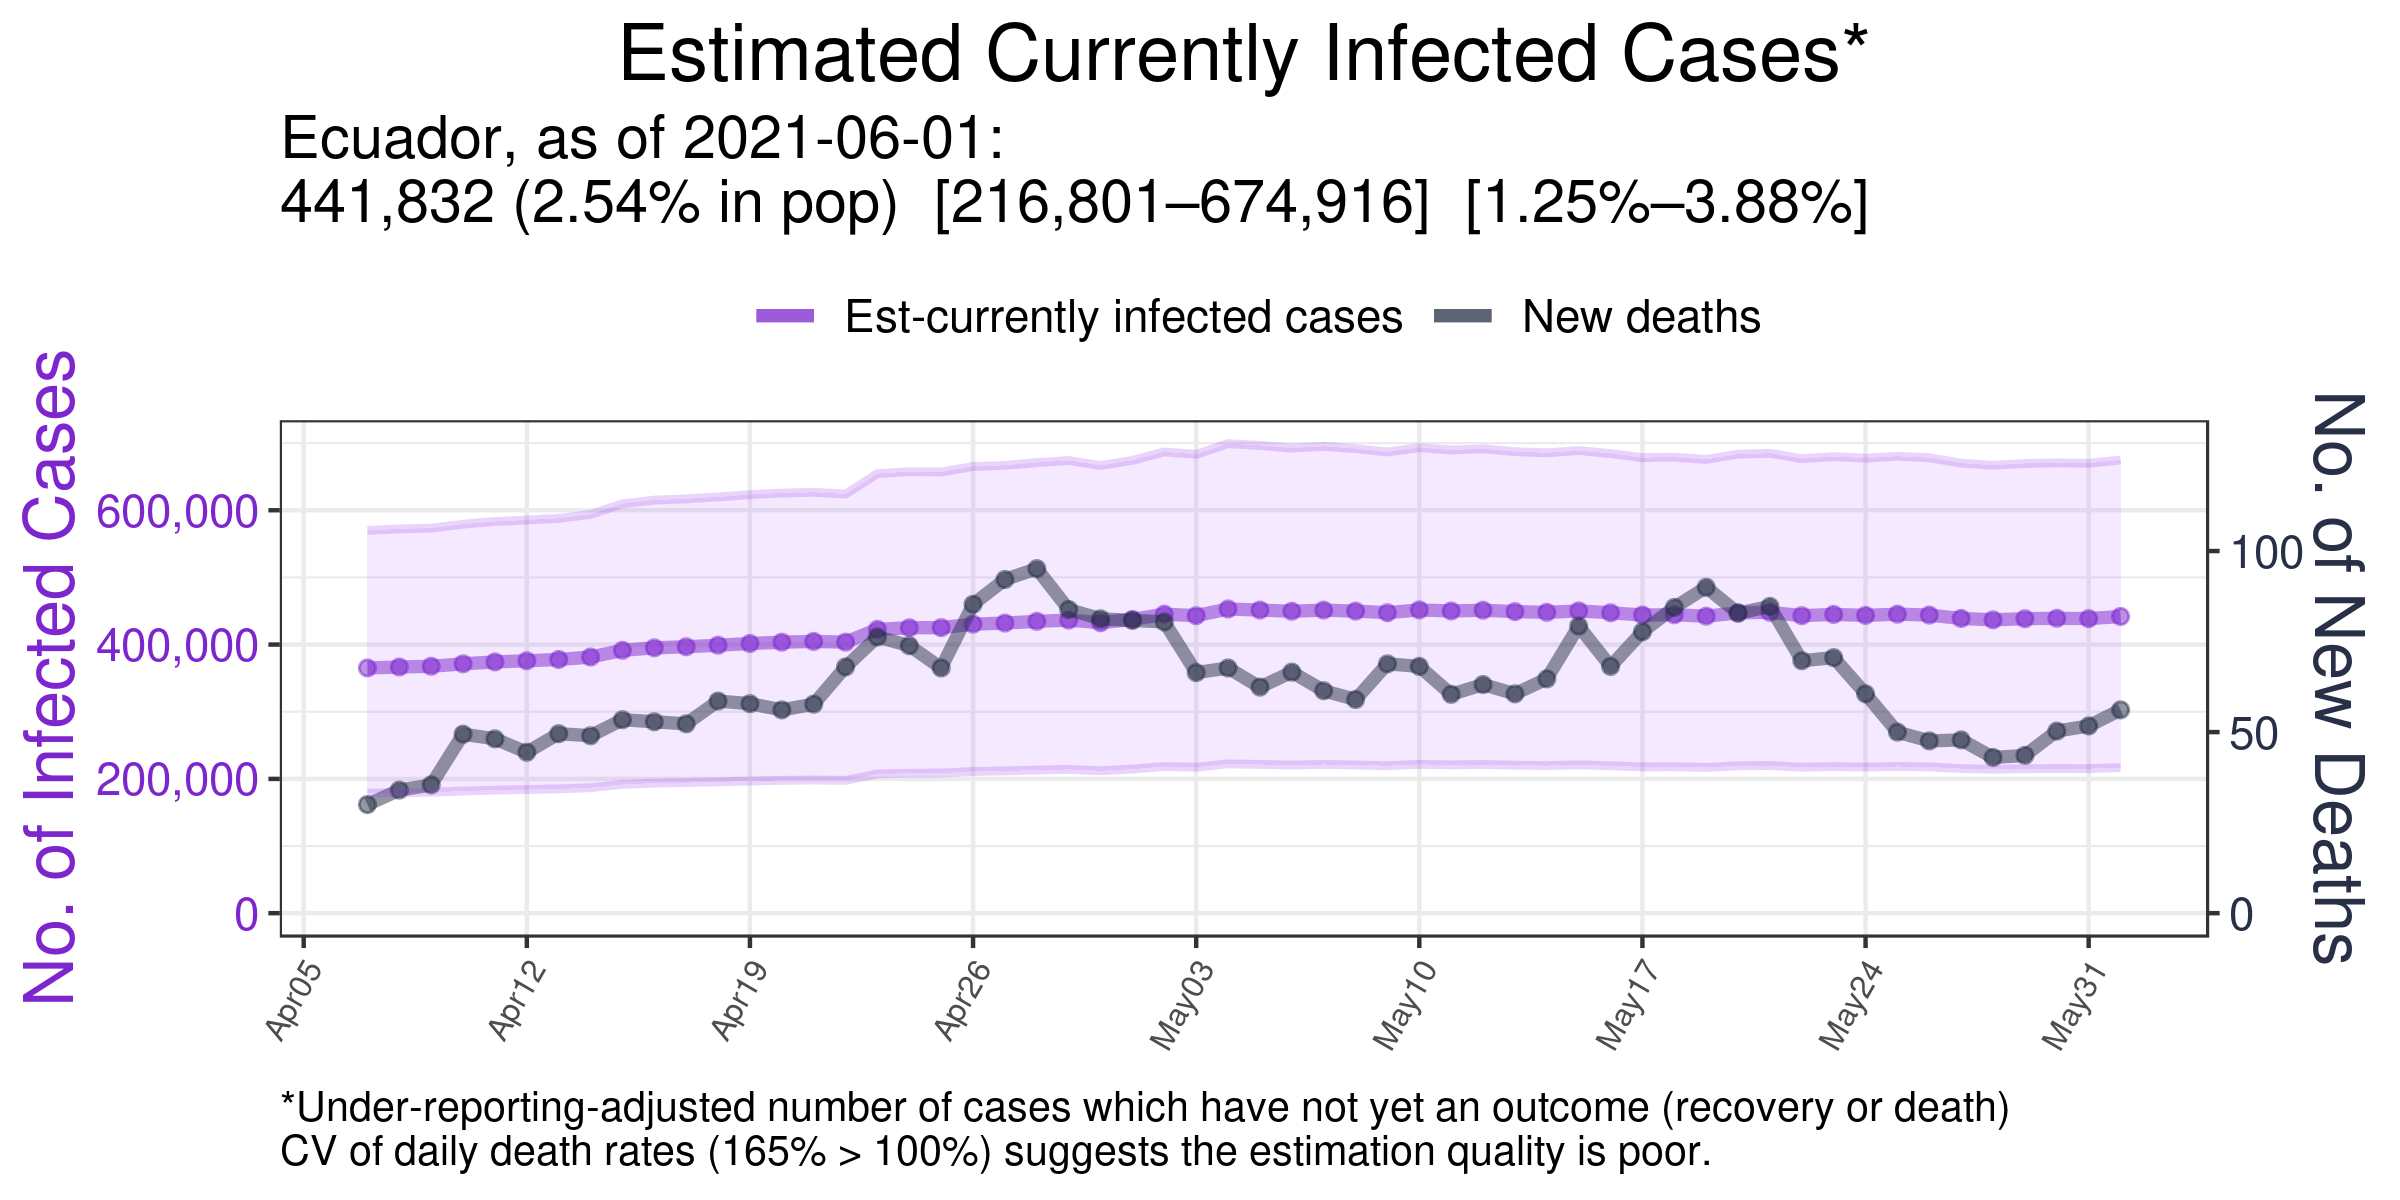 Estimated Currently Infected Cases*
Ecuador, as of 2021-06-01:
441,832 (2.54% in pop)  [216,801–674,916]  [1.25%–3.88%]
Est-currently infected cases
New deaths
No. of Infected Cases
600,000
400,000
200,000
0
100
50
0
No. of New Deaths
Apr05
Apr12
Apr19
Apr26
May03
May10
May17
May24
May31
*Under-reporting-adjusted number of cases which have not yet an outcome (recovery or death)
CV of daily death rates (165% > 100%) suggests the estimation quality is poor.